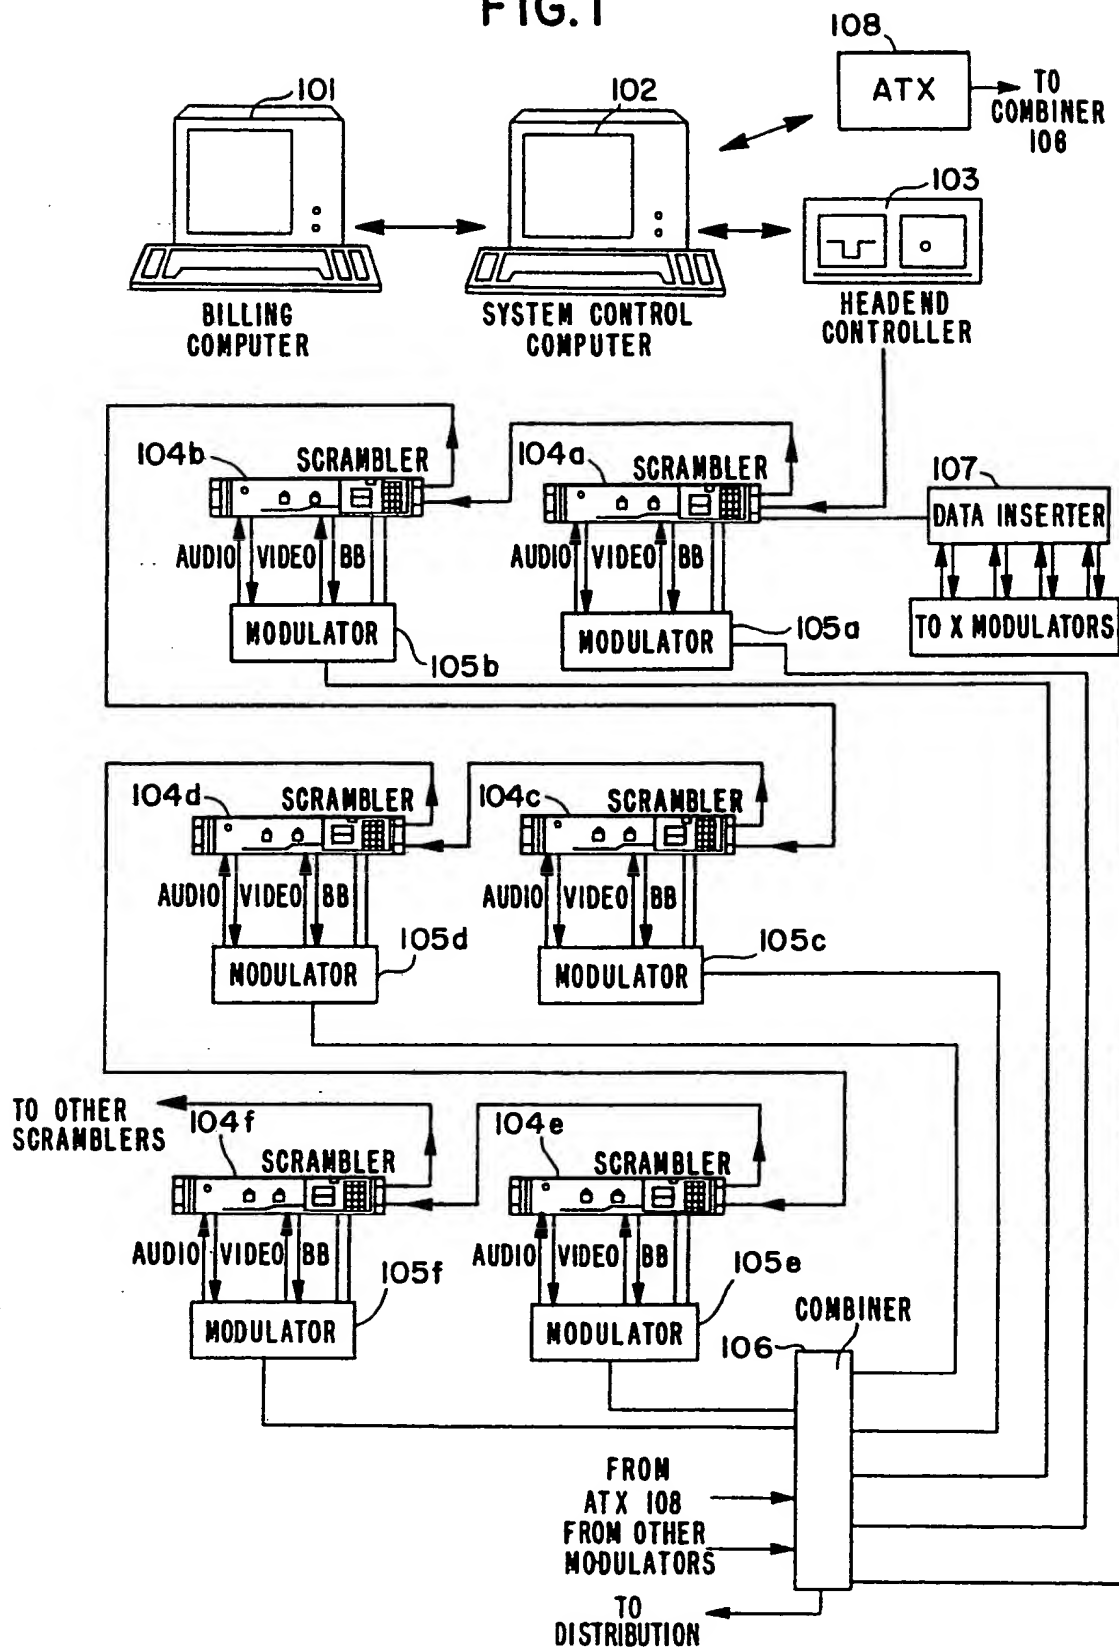 FIG. 1
108
ATX
TO
COMBINER
106
101
102
103
BILLING
COMPUTER
SYSTEM CONTROL
COMPUTER
HEADEND
CONTROLLER
104b
SCRAMBLER
104a
SCRAMBLER
107
DATA INSERTER
AUDIO
VIDEO
BB
AUDIO
VIDEO
BB
MODULATOR
105b
MODULATOR
105a
TO X MODULATORS
104d
SCRAMBLER
104c
SCRAMBLER
AUDIO
VIDEO
BB
AUDIO
VIDEO
BB
105d
MODULATOR
105c
MODULATOR
TO OTHER
SCRAMBLERS
104f
SCRAMBLER
104e
SCRAMBLER
AUDIO
VIDEO
BB
AUDIO
VIDEO
BB
105f
MODULATOR
105e
MODULATOR
COMBINER
106
FROM
ATX 108
FROM OTHER
MODULATORS
TO
DISTRIBUTION